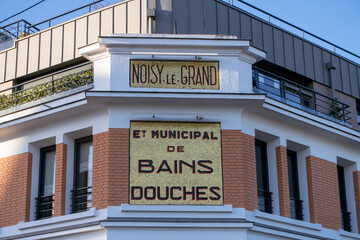 NOISY-LE-GRAND
ET MUNICIPAL
DE
BAINS
DOUCHES